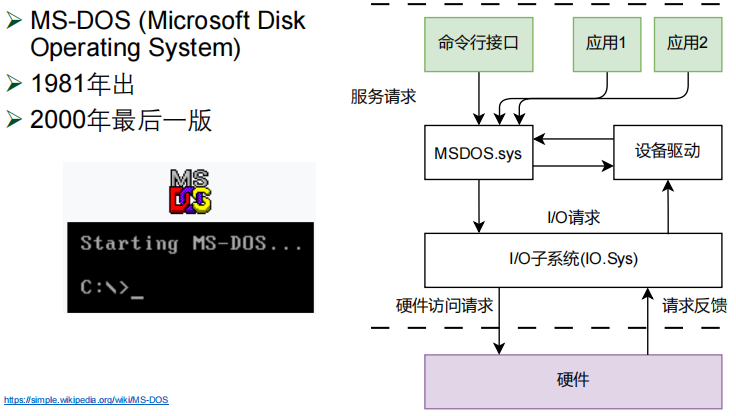 MS-DOS (Microsoft Disk
Operating System)
1981年出
2000年最后一版
MS
DOS
Starting MS-DOS...
C:\>_
https://simple.wikipedia.org/wiki/MS-DOS
命令行接口
应用1
应用2
服务请求
MSDOS.sys
设备驱动
I/O请求
I/O子系统(IO.Sys)
硬件访问请求
请求反馈
硬件